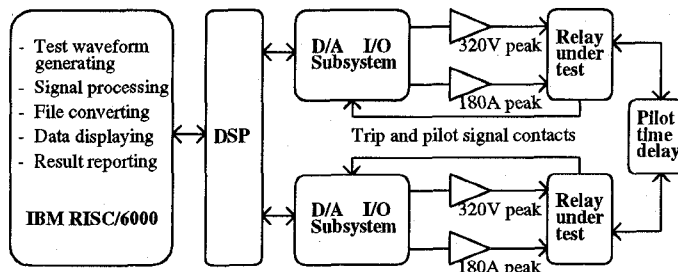 - Test waveform
generating
- Signal processing
- File converting
- Data displaying
- Result reporting
IBM RISC/6000
DSP
D/A I/O
Subsystem
320V peak
180A peak
Relay
under
test
Trip and pilot signal contacts
Pilot
time
delay
D/A I/O
Subsystem
320V peak
180A peak
Relay
under
test